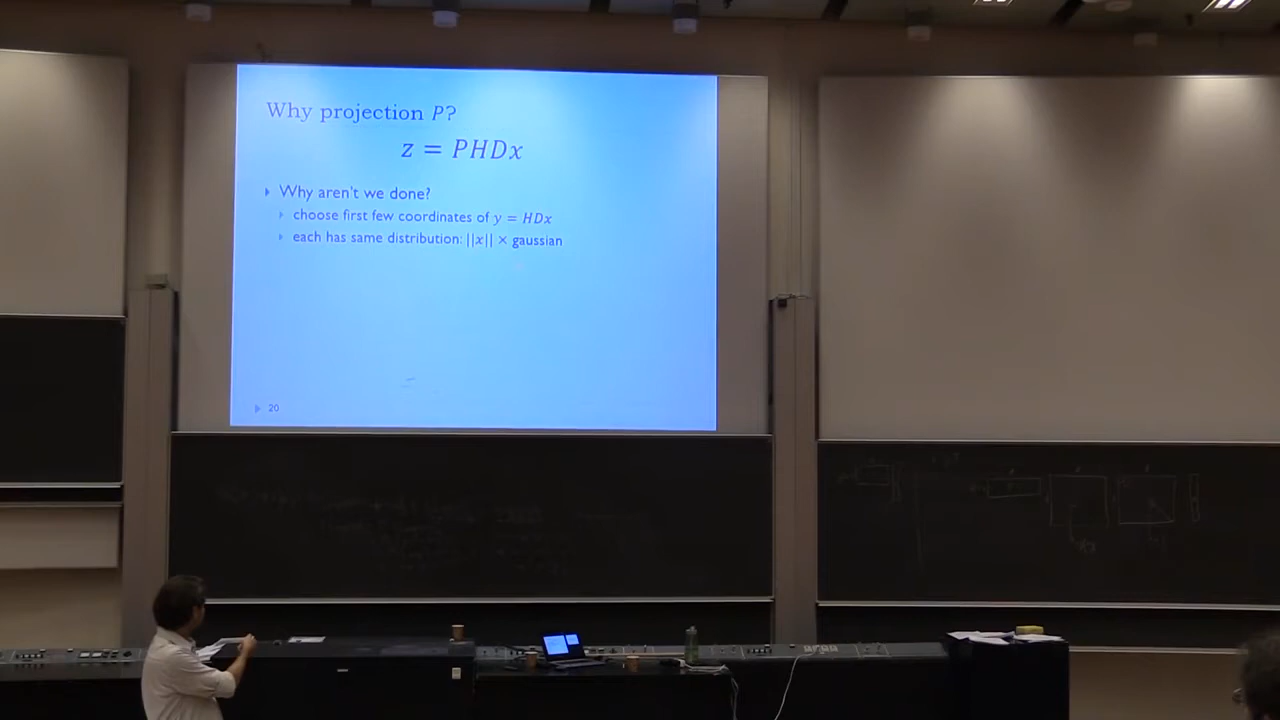 Why projection P?
z = PHDx
Why aren't we done?
choose first few coordinates of y = HDx
each has same distribution: ||x|| × gaussian
20